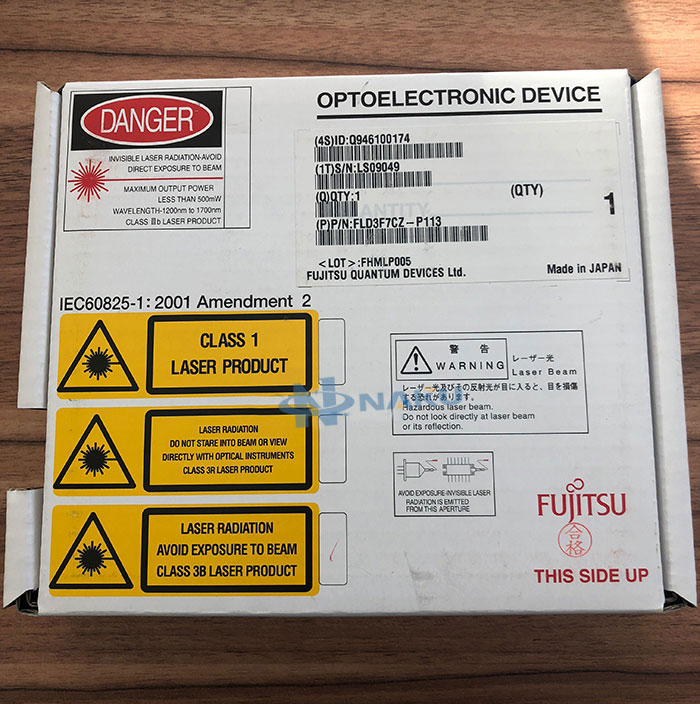 DANGER
INVISIBLE LASER RADIATION-AVOID
DIRECT EXPOSURE TO BEAM
MAXIMUM OUTPUT POWER
LESS THAN 500mW
WAVELENGTH-1200nm to 1700nm
CLASS Ⅲb LASER PRODUCT
OPTOELECTRONIC DEVICE
(4S)ID:Q946100174
(1T)S/N:LS09049
(Q)QTY:1 (QTY) 1
(P)P/N:FLD3F7CZ-P113
<LOT>:FHMLP005
FUJITSU QUANTUM DEVICES Ltd. Made in JAPAN
IEC60825-1: 2001 Amendment 2
CLASS 1
LASER PRODUCT
LASER RADIATION
DO NOT STARE INTO BEAM OR VIEW
DIRECTLY WITH OPTICAL INSTRUMENTS
CLASS 3R LASER PRODUCT
LASER RADIATION
AVOID EXPOSURE TO BEAM
CLASS 3B LASER PRODUCT
警告
WARNING
レーザー光
Laser Beam
レーザー光及びその反射光が目に入ると、目を損傷
する恐れがあります。
Hazardous laser beam.
Do not look directly at laser beam
or its reflection.
AVOID EXPOSURE-INVISIBLE LASER
RADIATION IS EMITTED
FROM THIS APERTURE
FUJITSU
合格
THIS SIDE UP